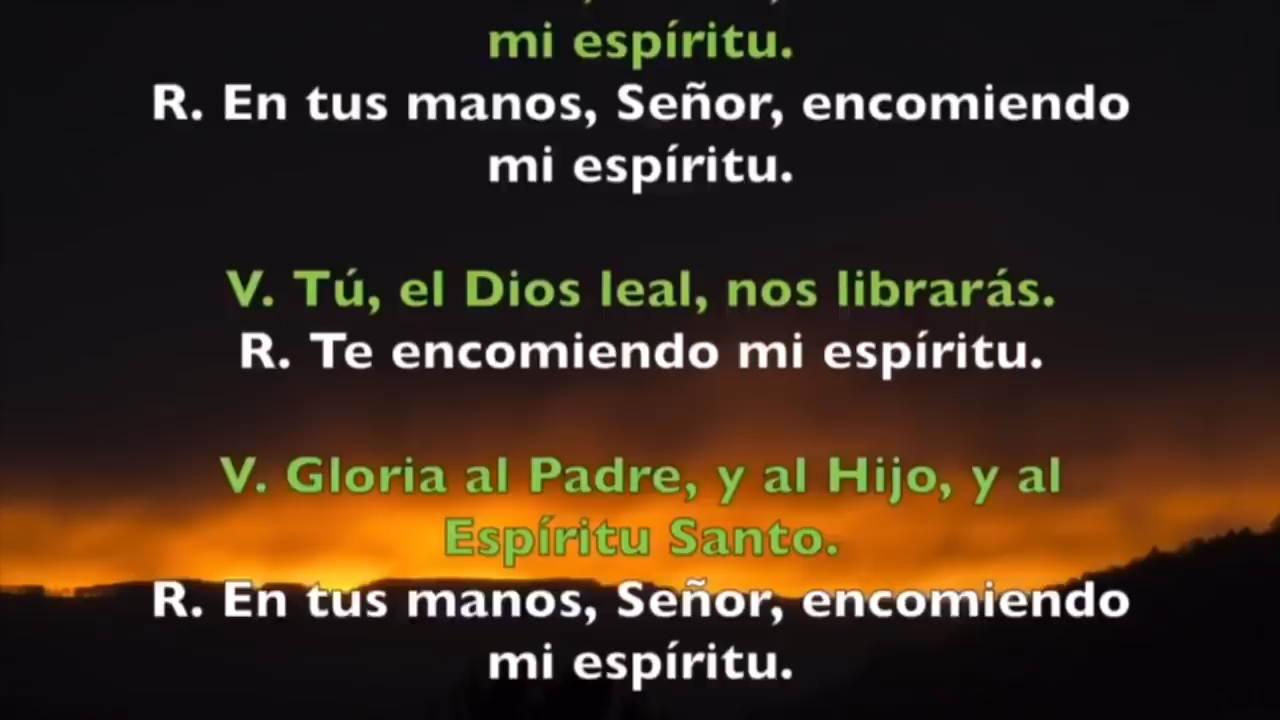 mi espíritu.
R. En tus manos, Señor, encomiendo
mi espíritu.
V. Tú, el Dios leal, nos librarás.
R. Te encomiendo mi espíritu.
V. Gloria al Padre, y al Hijo, y al
Espíritu Santo.
R. En tus manos, Señor, encomiendo
mi espíritu.